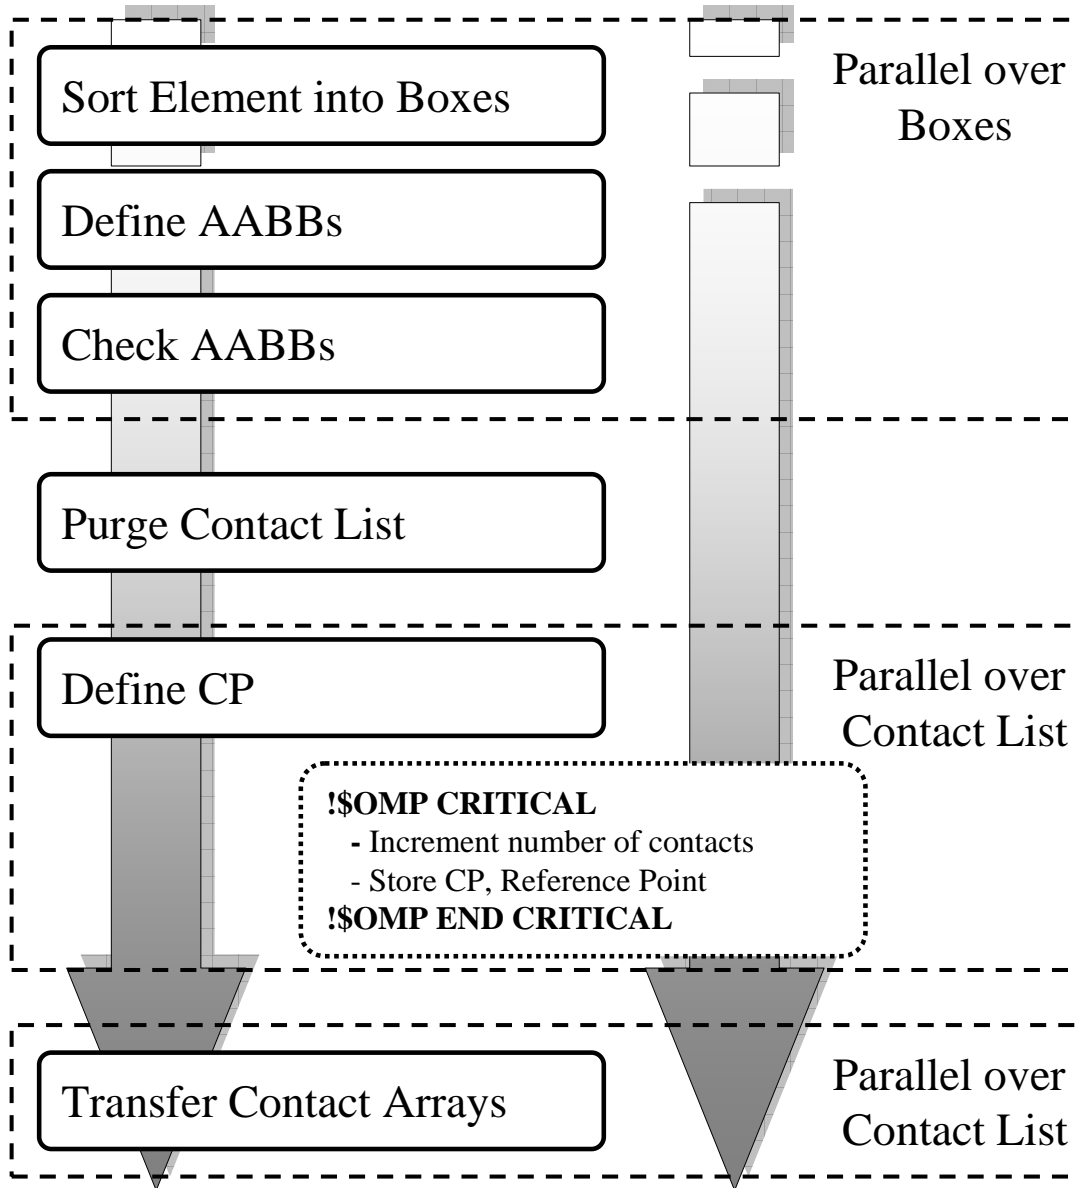 Sort Element into Boxes
Parallel over
Boxes
Define AABBs
Check AABBs
Purge Contact List
Define CP
Parallel over
Contact List
!$OMP CRITICAL
- Increment number of contacts
- Store CP, Reference Point
!$OMP END CRITICAL
Transfer Contact Arrays
Parallel over
Contact List